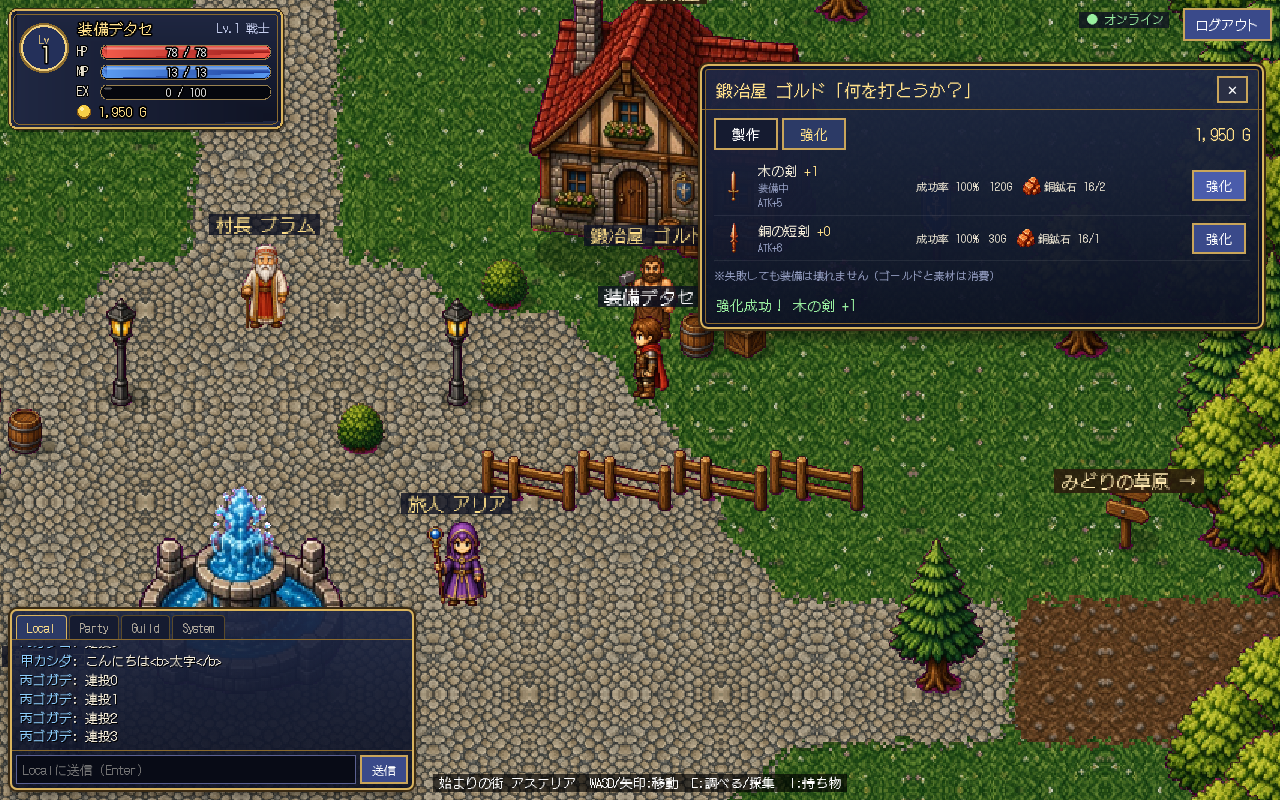 装備デクセ
Lv.1 戦士
Lv
1
HP
78 / 78
MP
13 / 13
EX
0 / 100
1,950 G
オンライン
ログアウト
鍛冶屋 ゴルド「何を打とうか？」
×
製作
強化
1,950 G
木の剣 +1
装備中
ATK+5
成功率 100% 120G 銅鉱石 16/2
強化
銅の短剣 +0
ATK+8
成功率 100% 30G 銅鉱石 16/1
強化
※失敗しても装備は壊れません（ゴールドと素材は消費）
強化成功！ 木の剣 +1
村長 ブラム
鍛冶屋 ゴルド
装備デクセ
みどりの草原 →
旅人 アリア
Local
Party
Guild
System
甲カシダ: こんにちは<b>太字</b>
丙ゴガデ: 連投0
丙ゴガデ: 連投1
丙ゴガデ: 連投2
丙ゴガデ: 連投3
Localに送信（Enter）
送信
始まりの街 アステリア WASD/矢印:移動 E:調べる/採集 I:持ち物